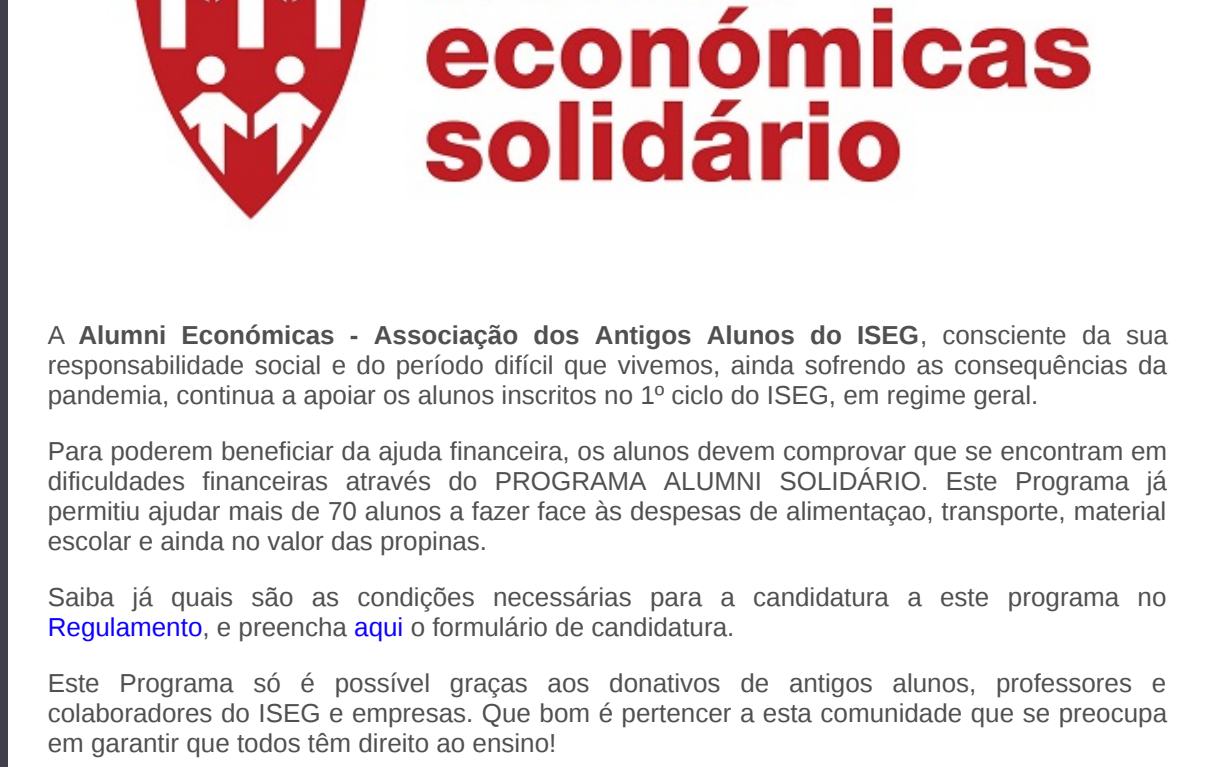 económicas
solidário
A Alumni Económicas - Associação dos Antigos Alunos do ISEG, consciente da sua
responsabilidade social e do período difícil que vivemos, ainda sofrendo as consequências da
pandemia, continua a apoiar os alunos inscritos no 1º ciclo do ISEG, em regime geral.
Para poderem beneficiar da ajuda financeira, os alunos devem comprovar que se encontram em
dificuldades financeiras através do PROGRAMA ALUMNI SOLIDÁRIO. Este Programa já
permitiu ajudar mais de 70 alunos a fazer face às despesas de alimentaçao, transporte, material
escolar e ainda no valor das propinas.
Saiba já quais são as condições necessárias para a candidatura a este programa no
Regulamento, e preencha aqui o formulário de candidatura.
Este Programa só é possível graças aos donativos de antigos alunos, professores e
colaboradores do ISEG e empresas. Que bom é pertencer a esta comunidade que se preocupa
em garantir que todos têm direito ao ensino!